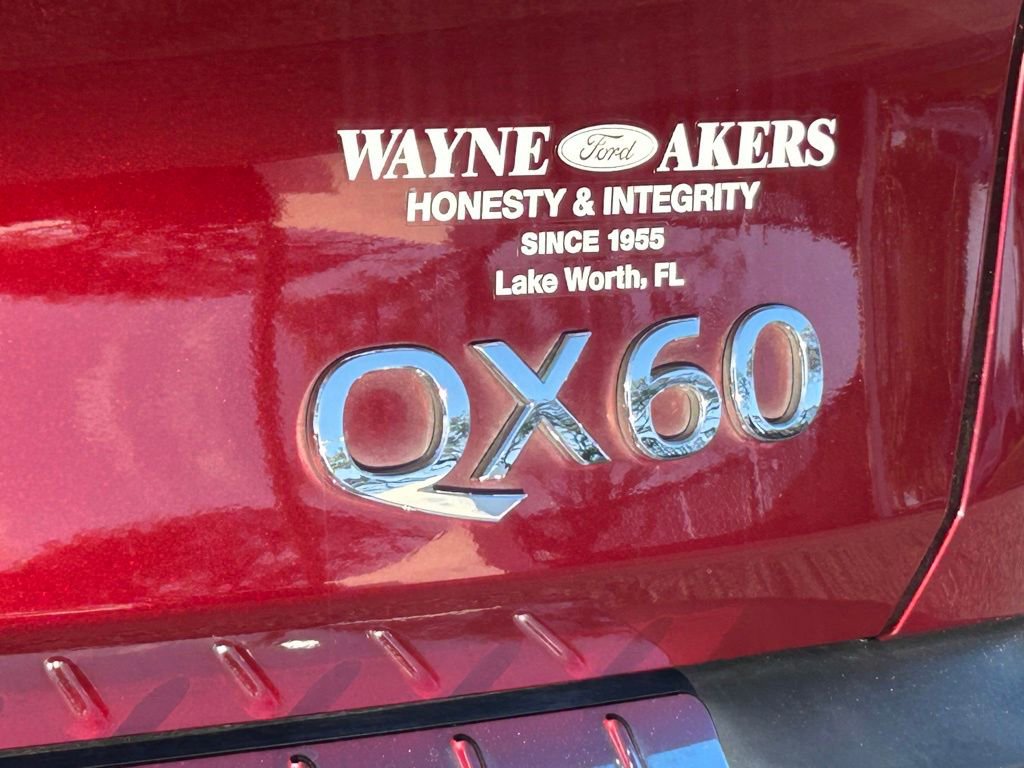 WAYNE Ford AKERS
HONESTY & INTEGRITY
SINCE 1955
Lake Worth, FL
QX60